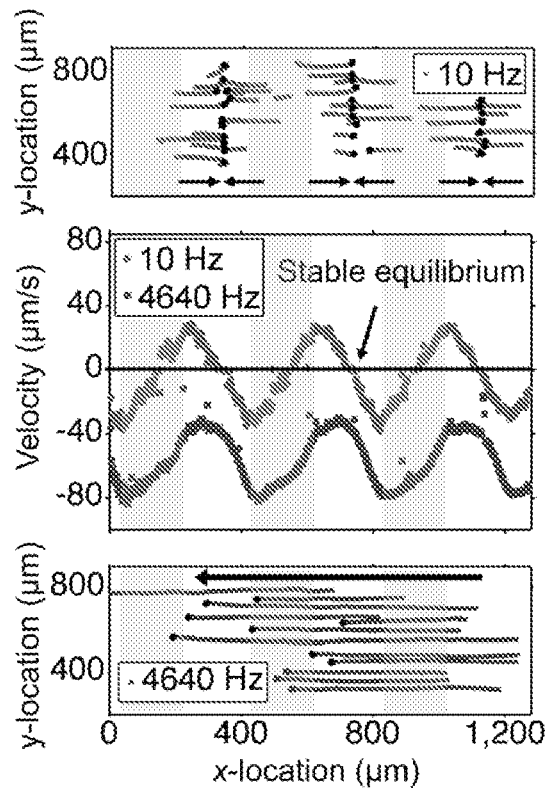 y-location (µm)
800
400
10 Hz
Velocity (µm/s)
80
40
0
-40
-80
10 Hz
4640 Hz
Stable equilibrium
y-location (µm)
800
400
4640 Hz
0
400
800
1,200
x-location (µm)